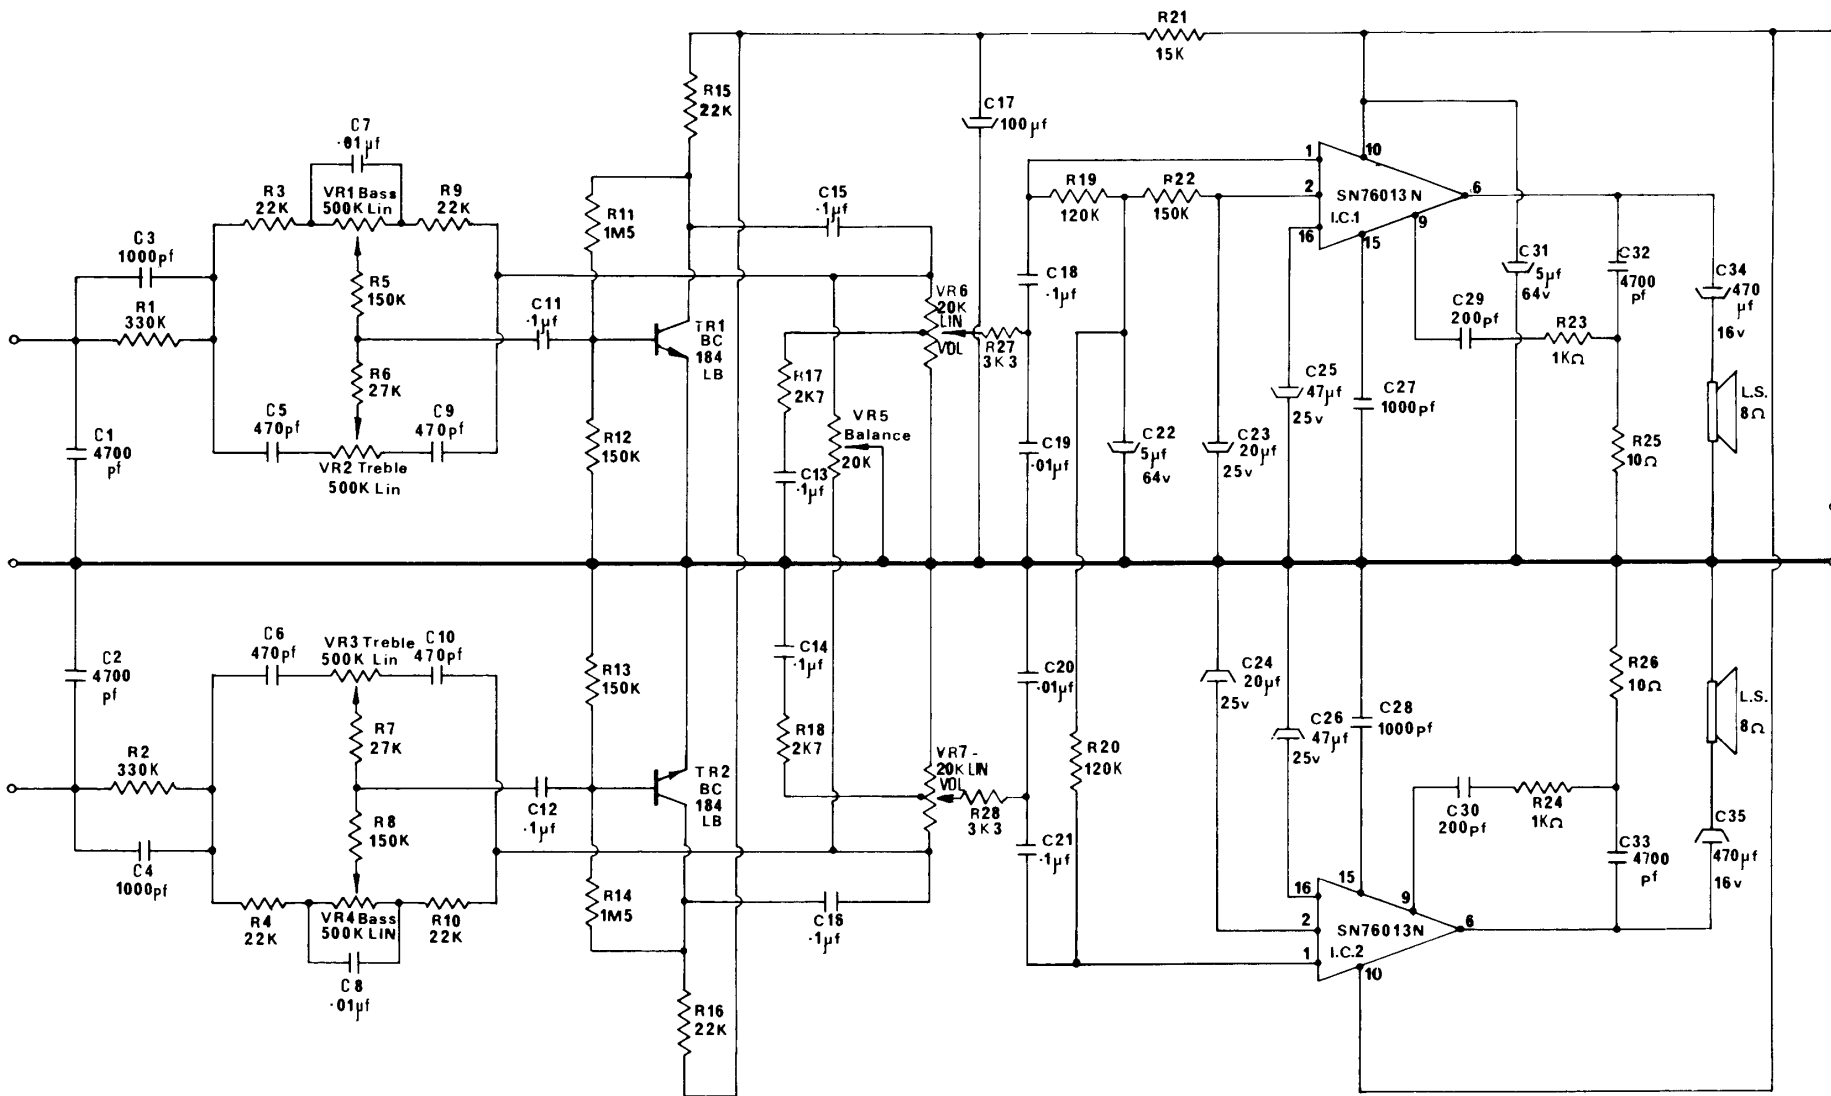 R21
15K
R15
22K
C17
100µf
C7
·01µf
R3
22K
VR1 Bass
500K Lin
R9
22K
R11
1M5
C15
·1µf
1
10
R19
120K
R22
150K
2
SN76013N
6
I.C.1
9
16
15
C3
1000pf
R1
330K
R5
150K
C11
·1µf
TR1
BC
184
LB
VR6
20K
LIN
VOL
R27
3K3
C18
·1µf
C31
5µf
64v
C32
4700
pf
C34
470
µf
16v
C29
200pf
R23
1KΩ
R6
27K
R17
2K7
C25
47µf
25v
C27
1000pf
L.S.
8Ω
C5
470pf
C9
470pf
C1
4700
pf
VR2 Treble
500K Lin
R12
150K
VR5
Balance
20K
C13
·1µf
C19
·01µf
C22
5µf
64v
C23
20µf
25v
R25
10Ω
C2
4700
pf
C6
470pf
VR3 Treble
500K Lin
C10
470pf
R13
150K
C14
·1µf
C20
·01µf
C24
20µf
25v
R26
10Ω
L.S.
8Ω
R2
330K
R7
27K
R18
2K7
R20
120K
C26
47µf
25v
C28
1000pf
TR2
BC
184
LB
VR7-
20K LIN
VOL
R28
3K3
C12
·1µf
C4
1000pf
R8
150K
C21
·1µf
C30
200pf
R24
1KΩ
C33
4700
pf
C35
470µf
16v
R4
22K
VR4 Bass
500K LIN
R10
22K
R14
1M5
C16
·1µf
15
16
9
2
SN76013N
6
1
I.C.2
10
C8
·01µf
R16
22K